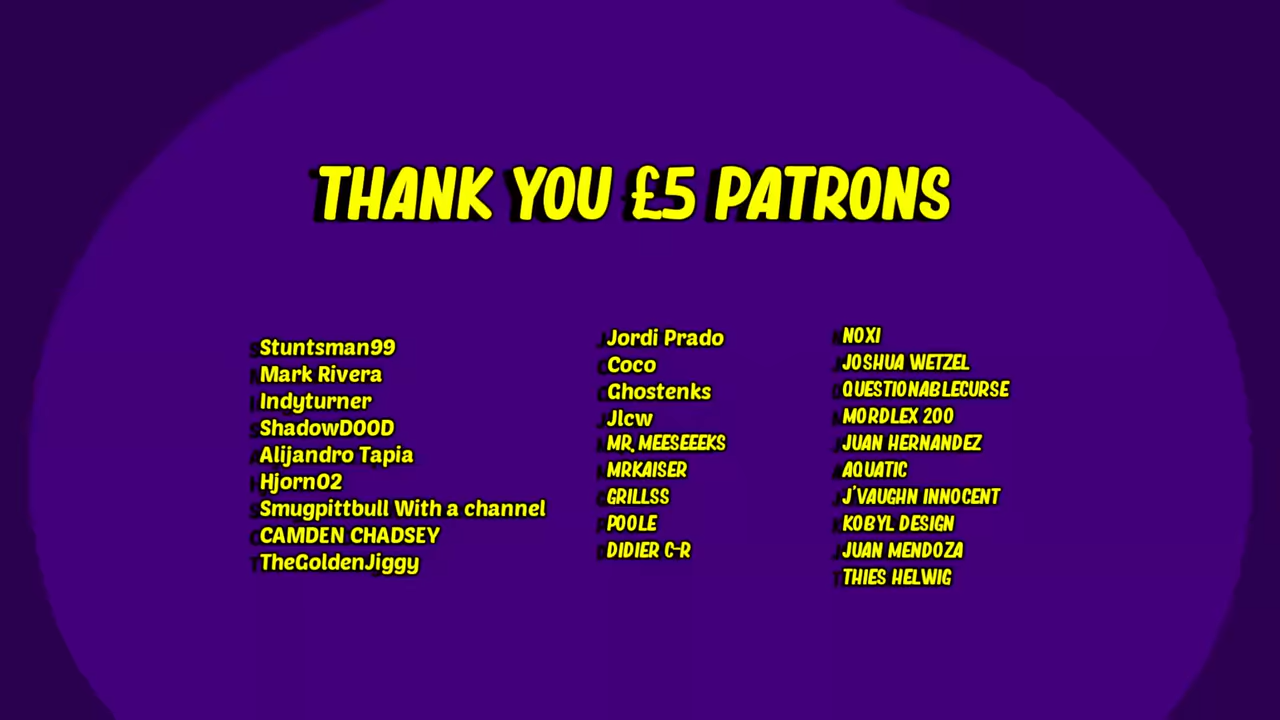 THANK YOU £5 PATRONS
Stuntsman99
Mark Rivera
Indyturner
ShadowDOOD
Alijandro Tapia
Hjorn02
Smugpittbull With a channel
CAMDEN CHADSEY
TheGoldenJiggy
Jordi Prado
Coco
Ghostenks
Jlcw
MR. MEESEEEKS
MRKAISER
GRILLSS
POOLE
DIDIER C-R
NOXI
JOSHUA WETZEL
QUESTIONABLECURSE
MORDLEX 200
JUAN HERNANDEZ
AQUATIC
J'VAUGHN INNOCENT
KOBYL DESIGN
JUAN MENDOZA
THIES HELWIG